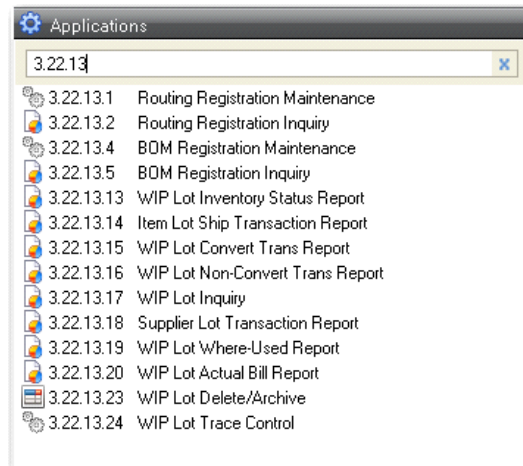 Applications
3.22.13
3.22.13.1 Routing Registration Maintenance
3.22.13.2 Routing Registration Inquiry
3.22.13.4 BOM Registration Maintenance
3.22.13.5 BOM Registration Inquiry
3.22.13.13 WIP Lot Inventory Status Report
3.22.13.14 Item Lot Ship Transaction Report
3.22.13.15 WIP Lot Convert Trans Report
3.22.13.16 WIP Lot Non-Convert Trans Report
3.22.13.17 WIP Lot Inquiry
3.22.13.18 Supplier Lot Transaction Report
3.22.13.19 WIP Lot Where-Used Report
3.22.13.20 WIP Lot Actual Bill Report
3.22.13.23 WIP Lot Delete/Archive
3.22.13.24 WIP Lot Trace Control